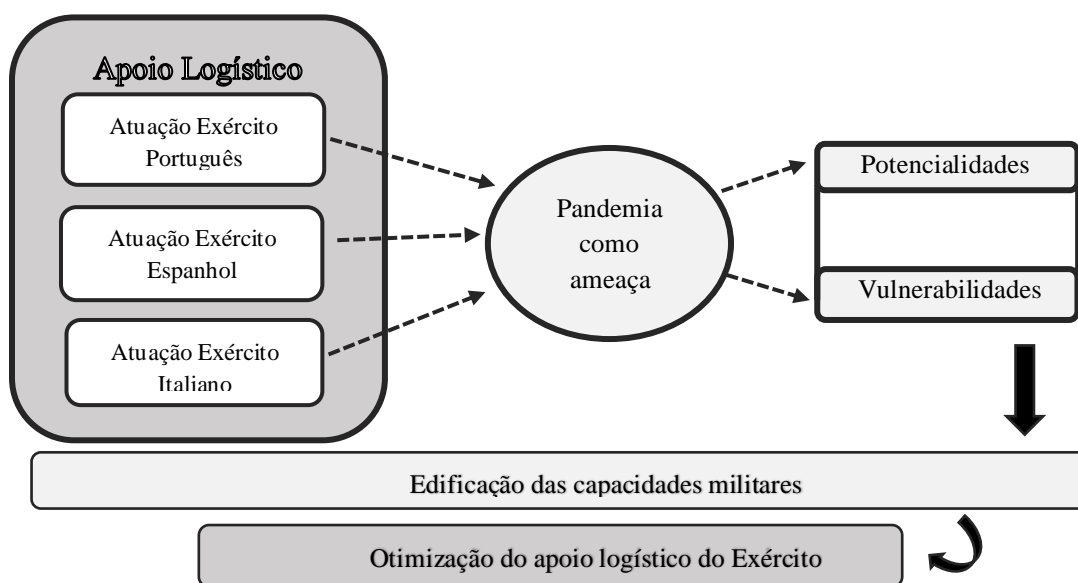 Apoio Logístico
Atuação Exército
Português
Atuação Exército
Espanhol
Atuação Exército
Italiano
Pandemia
como
ameaça
Potencialidades
Vulnerabilidades
Edificação das capacidades militares
Otimização do apoio logístico do Exército